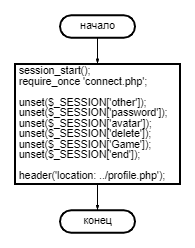 начало
session_start();
require_once 'connect.php';
unset($_SESSION['other']);
unset($_SESSION['password']);
unset($_SESSION['avatar']);
unset($_SESSION['delete']);
unset($_SESSION['Game']);
unset($_SESSION['end']);
header('location: ../profile.php');
конец